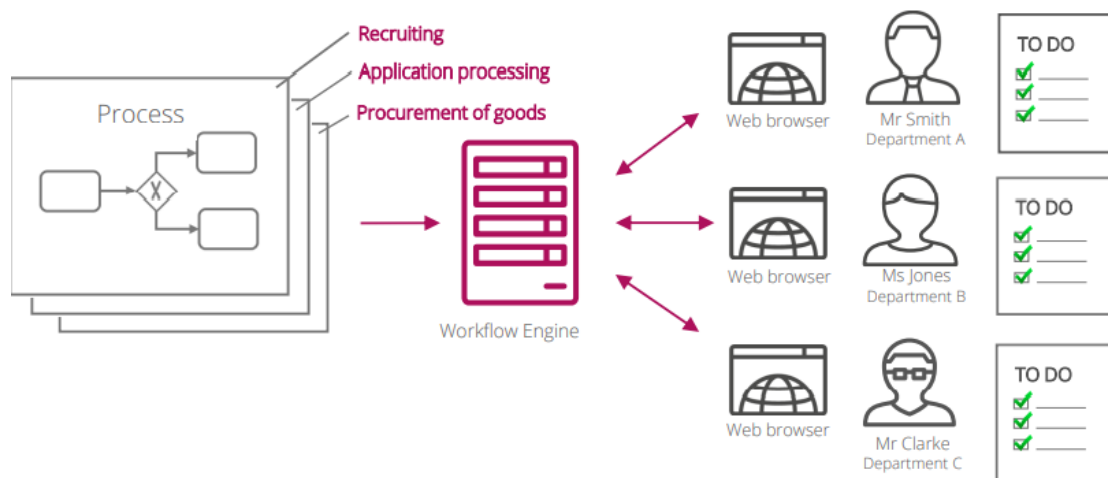 Recruiting
Application processing
Procurement of goods
Process
X
Workflow Engine
Web browser
Mr Smith
Department A
TO DO
Web browser
Ms Jones
Department B
TO DO
Web browser
Mr Clarke
Department C
TO DO